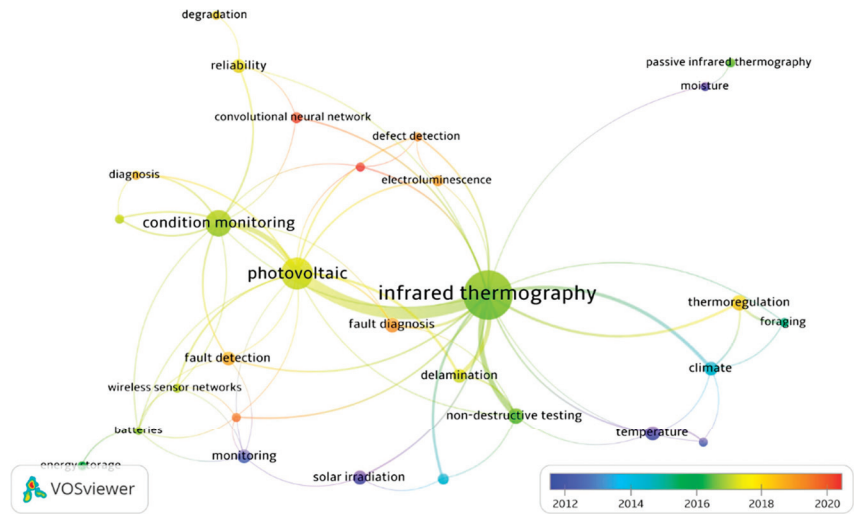 degradation
reliability
passive infrared thermography
moisture
convolutional neural network
defect detection
diagnosis
electroluminescence
condition monitoring
photovoltaic
infrared thermography
thermoregulation
fault diagnosis
foraging
fault detection
climate
delamination
wireless sensor networks
non-destructive testing
batteries
temperature
monitoring
energy storage
solar irradiation
VOSviewer
2012 2014 2016 2018 2020